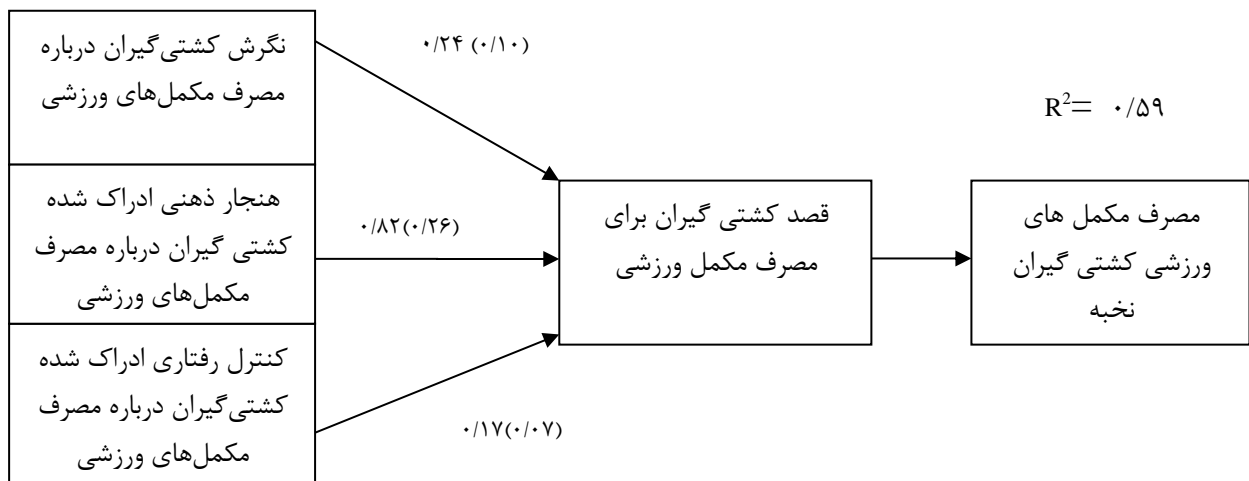 نگرش کشتی‌گیران درباره
مصرف مکمل‌های ورزشی
۰/۲۴ (۰/۱۰)
R²= ۰/۵۹
هنجار ذهنی ادراک شده
کشتی گیران درباره مصرف
مکمل‌های ورزشی
۰/۸۲(۰/۲۶)
قصد کشتی گیران برای
مصرف مکمل ورزشی
مصرف مکمل های
ورزشی کشتی گیران
نخبه
کنترل رفتاری ادراک شده
کشتی‌گیران درباره مصرف
مکمل‌های ورزشی
۰/۱۷(۰/۰۷)